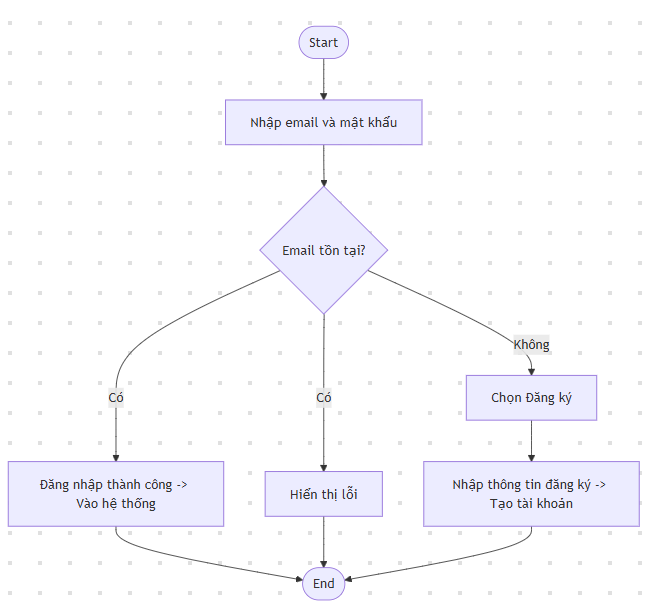 Start
Nhập email và mật khẩu
Email tồn tại?
Không
Có
Có
Chọn Đăng ký
Đăng nhập thành công ->
Vào hệ thống
Hiển thị lỗi
Nhập thông tin đăng ký ->
Tạo tài khoản
End